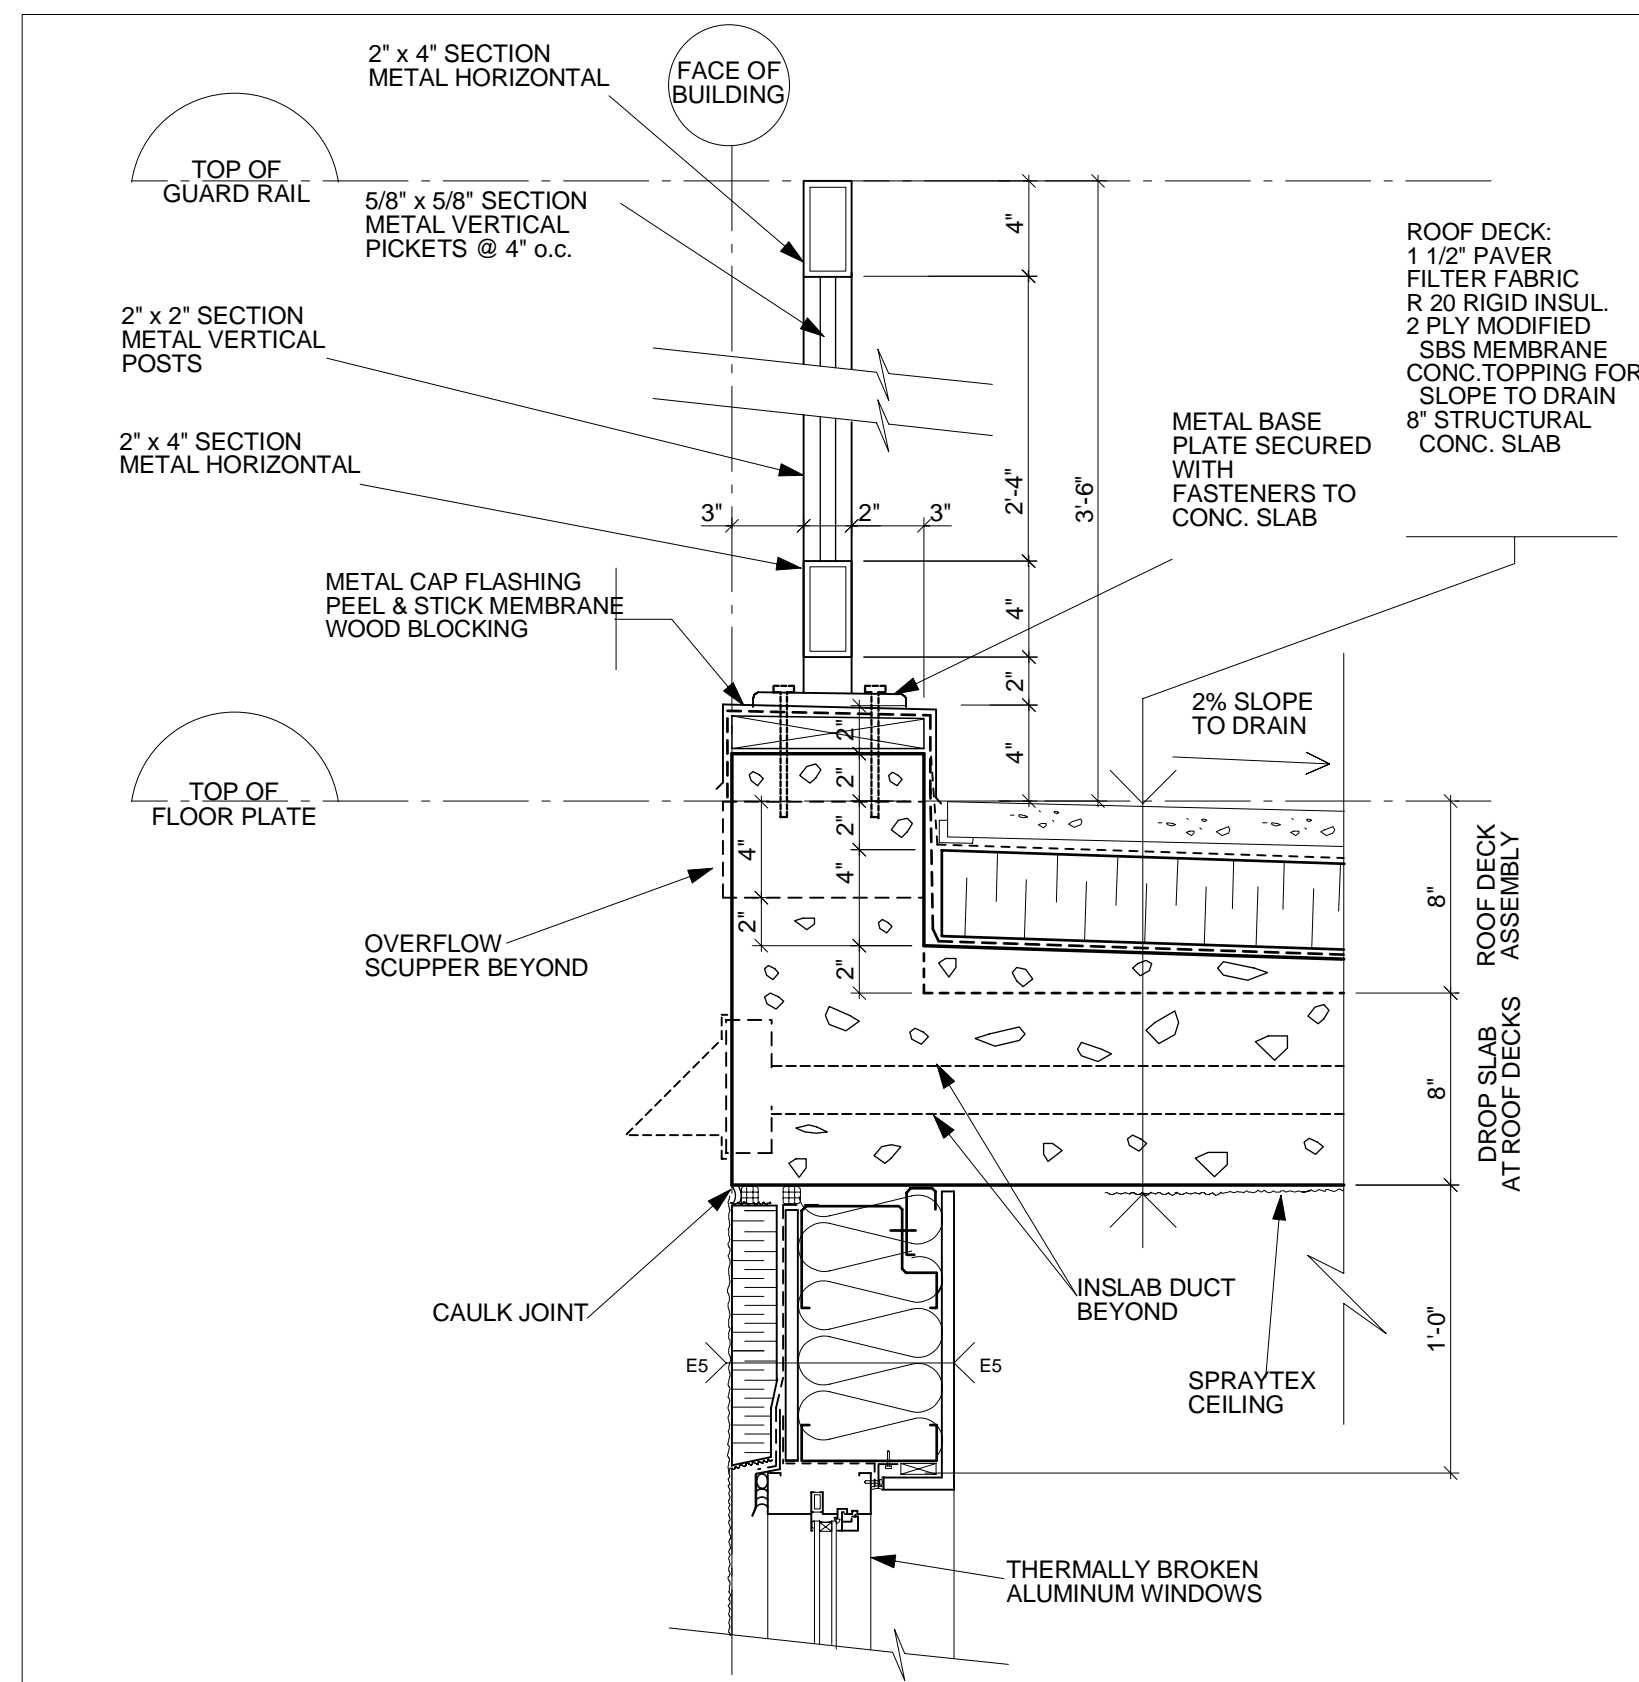 2" x 4" SECTION
METAL HORIZONTAL
FACE OF
BUILDING
TOP OF
GUARD RAIL
5/8" x 5/8" SECTION
METAL VERTICAL
PICKETS @ 4" o.c.
2" x 2" SECTION
METAL VERTICAL
POSTS
2" x 4" SECTION
METAL HORIZONTAL
METAL CAP FLASHING
PEEL & STICK MEMBRANE
WOOD BLOCKING
TOP OF
FLOOR PLATE
OVERFLOW
SCUPPER BEYOND
CAULK JOINT
3"
2"
3"
4"
2'-4"
4"
2"
4"
3'-6"
METAL BASE
PLATE SECURED
WITH
FASTENERS TO
CONC. SLAB
ROOF DECK:
1 1/2" PAVER
FILTER FABRIC
R 20 RIGID INSUL.
2 PLY MODIFIED
SBS MEMBRANE
CONC.TOPPING FOR
SLOPE TO DRAIN
8" STRUCTURAL
CONC. SLAB
2% SLOPE
TO DRAIN
2"
2"
2"
4"
2"
4"
2"
8"
ROOF DECK
ASSEMBLY
8"
DROP SLAB
AT ROOF DECKS
1'-0"
INSLAB DUCT
BEYOND
SPRAYTEX
CEILING
E5
E5
THERMALLY BROKEN
ALUMINUM WINDOWS